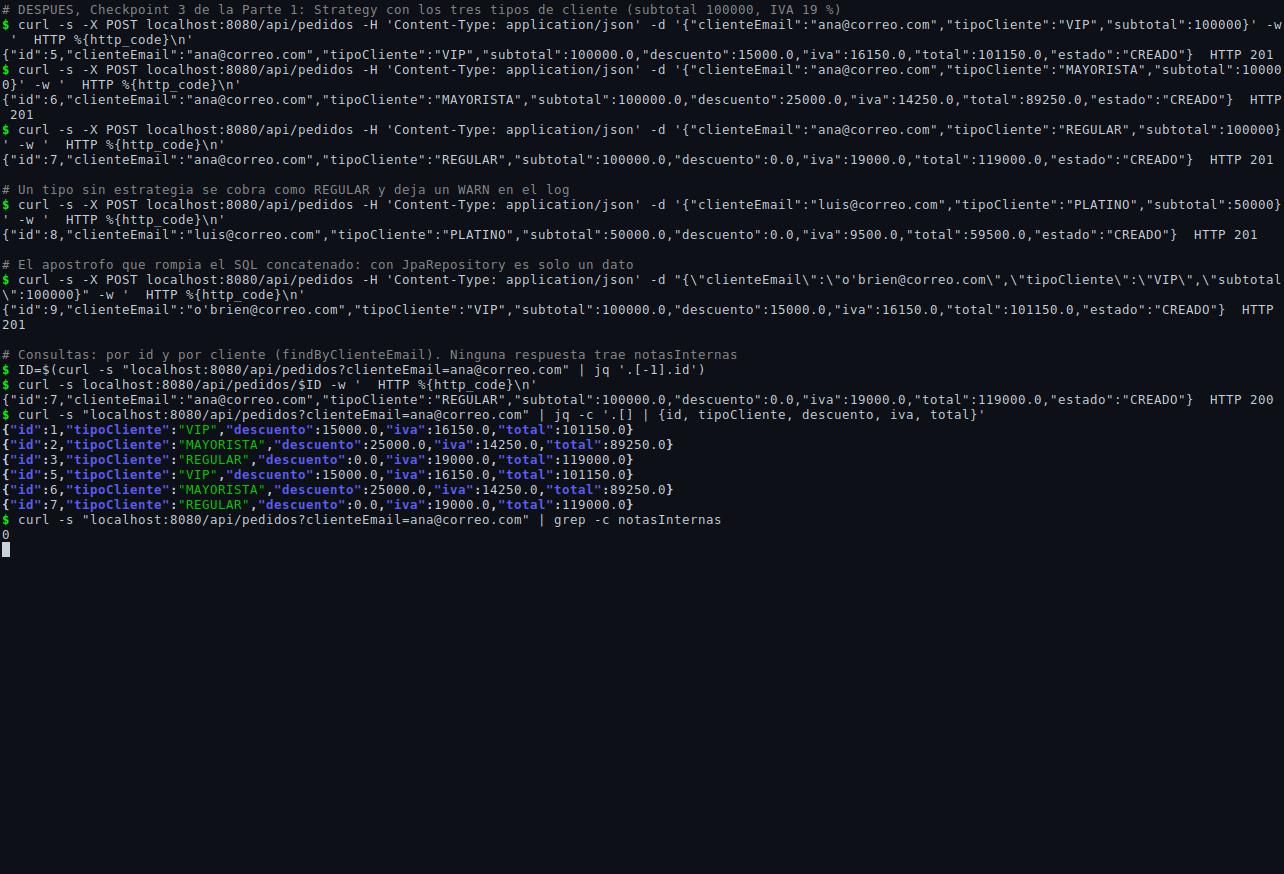 # DESPUES, Checkpoint 3 de la Parte 1: Strategy con los tres tipos de cliente (subtotal 100000, IVA 19 %)
$ curl -s -X POST localhost:8080/api/pedidos -H 'Content-Type: application/json' -d '{"clienteEmail":"ana@correo.com","tipoCliente":"VIP","subtotal":100000}' -w
 '  HTTP %{http_code}\n'
{"id":5,"clienteEmail":"ana@correo.com","tipoCliente":"VIP","subtotal":100000.0,"descuento":15000.0,"iva":16150.0,"total":101150.0,"estado":"CREADO"}  HTTP 201
$ curl -s -X POST localhost:8080/api/pedidos -H 'Content-Type: application/json' -d '{"clienteEmail":"ana@correo.com","tipoCliente":"MAYORISTA","subtotal":10000
0}' -w '  HTTP %{http_code}\n'
{"id":6,"clienteEmail":"ana@correo.com","tipoCliente":"MAYORISTA","subtotal":100000.0,"descuento":25000.0,"iva":14250.0,"total":89250.0,"estado":"CREADO"}  HTTP
 201
$ curl -s -X POST localhost:8080/api/pedidos -H 'Content-Type: application/json' -d '{"clienteEmail":"ana@correo.com","tipoCliente":"REGULAR","subtotal":100000}
' -w '  HTTP %{http_code}\n'
{"id":7,"clienteEmail":"ana@correo.com","tipoCliente":"REGULAR","subtotal":100000.0,"descuento":0.0,"iva":19000.0,"total":119000.0,"estado":"CREADO"}  HTTP 201
# Un tipo sin estrategia se cobra como REGULAR y deja un WARN en el log
$ curl -s -X POST localhost:8080/api/pedidos -H 'Content-Type: application/json' -d '{"clienteEmail":"luis@correo.com","tipoCliente":"PLATINO","subtotal":50000}
' -w '  HTTP %{http_code}\n'
{"id":8,"clienteEmail":"luis@correo.com","tipoCliente":"PLATINO","subtotal":50000.0,"descuento":0.0,"iva":9500.0,"total":59500.0,"estado":"CREADO"}  HTTP 201
# El apostrofo que rompia el SQL concatenado: con JpaRepository es solo un dato
$ curl -s -X POST localhost:8080/api/pedidos -H 'Content-Type: application/json' -d "{\"clienteEmail\":\"o'brien@correo.com\",\"tipoCliente\":\"VIP\",\"subtotal
\":100000}" -w '  HTTP %{http_code}\n'
{"id":9,"clienteEmail":"o'brien@correo.com","tipoCliente":"VIP","subtotal":100000.0,"descuento":15000.0,"iva":16150.0,"total":101150.0,"estado":"CREADO"}  HTTP
201
# Consultas: por id y por cliente (findByClienteEmail). Ninguna respuesta trae notasInternas
$ ID=$(curl -s "localhost:8080/api/pedidos?clienteEmail=ana@correo.com" | jq '.[-1].id')
$ curl -s localhost:8080/api/pedidos/$ID -w '  HTTP %{http_code}\n'
{"id":7,"clienteEmail":"ana@correo.com","tipoCliente":"REGULAR","subtotal":100000.0,"descuento":0.0,"iva":19000.0,"total":119000.0,"estado":"CREADO"}  HTTP 200
$ curl -s "localhost:8080/api/pedidos?clienteEmail=ana@correo.com" | jq -c '.[] | {id, tipoCliente, descuento, iva, total}'
{"id":1,"tipoCliente":"VIP","descuento":15000.0,"iva":16150.0,"total":101150.0}
{"id":2,"tipoCliente":"MAYORISTA","descuento":25000.0,"iva":14250.0,"total":89250.0}
{"id":3,"tipoCliente":"REGULAR","descuento":0.0,"iva":19000.0,"total":119000.0}
{"id":5,"tipoCliente":"VIP","descuento":15000.0,"iva":16150.0,"total":101150.0}
{"id":6,"tipoCliente":"MAYORISTA","descuento":25000.0,"iva":14250.0,"total":89250.0}
{"id":7,"tipoCliente":"REGULAR","descuento":0.0,"iva":19000.0,"total":119000.0}
$ curl -s "localhost:8080/api/pedidos?clienteEmail=ana@correo.com" | grep -c notasInternas
0